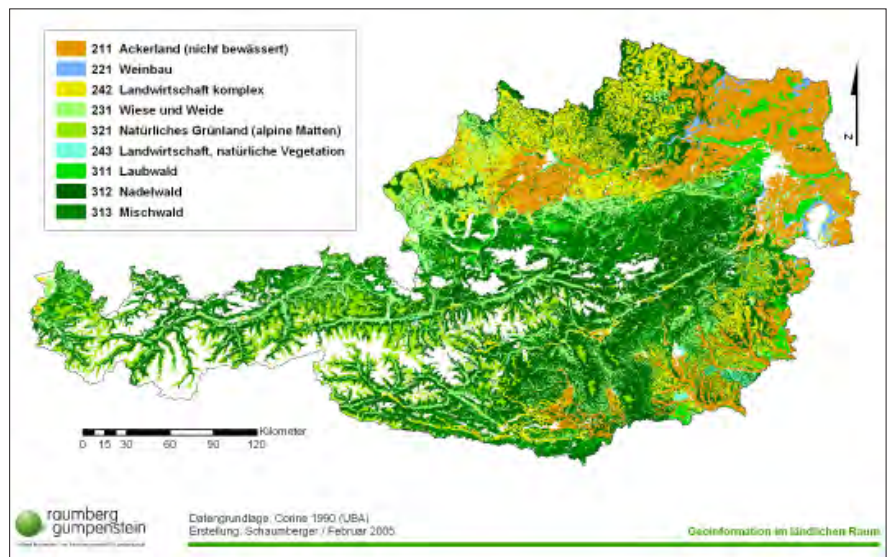 211 Ackerland (nicht bewässert)
221 Weinbau
242 Landwirtschaft komplex
231 Wiese und Weide
321 Natürliches Grünland (alpine Matten)
243 Landwirtschaft, natürliche Vegetation
311 Laubwald
312 Nadelwald
313 Mischwald
N
Kilometer
0 15 30 60 90 120
raumberg
gumpenstein
Datengrundlage, Corine 1990 (UBA)
Erstellung, Schaumberger / Februar 2005
Geoinformation im ländlichen Raum